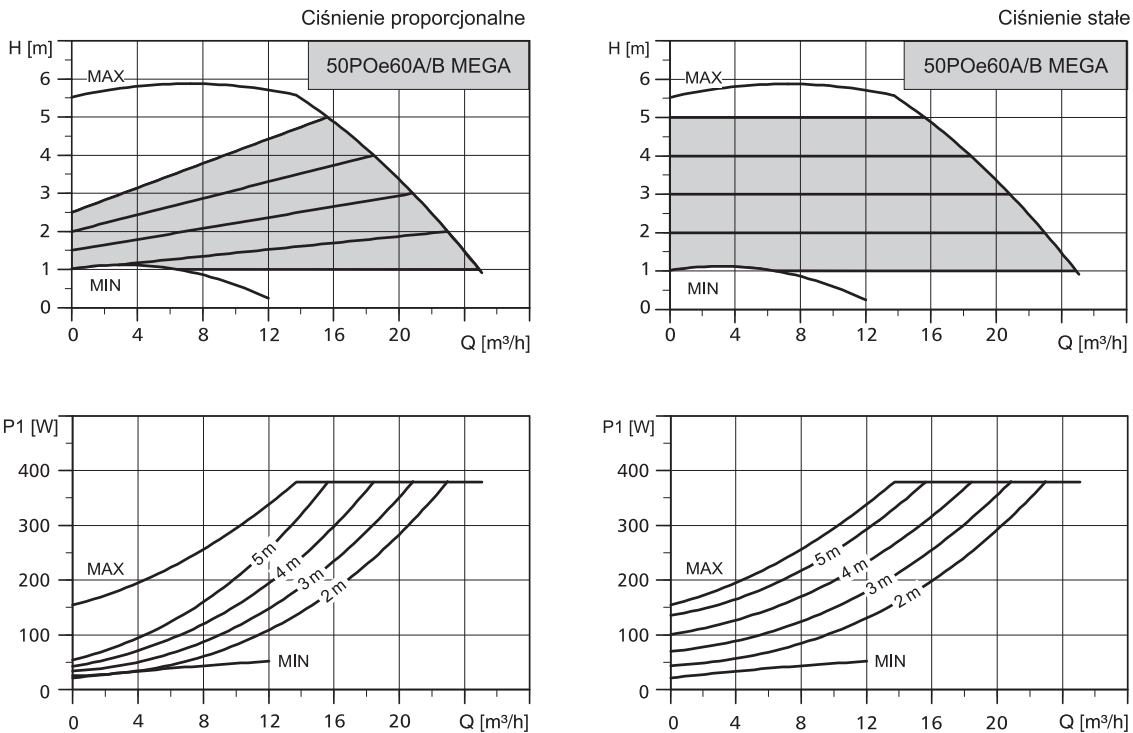 Ciśnienie proporcjonalne
H [m]
50POe60A/B MEGA
MAX
6
5
4
3
2
1
0
MIN
0 4 8 12 16 20 Q [m³/h]
Ciśnienie stałe
H [m]
50POe60A/B MEGA
MAX
6
5
4
3
2
1
0
MIN
0 4 8 12 16 20 Q [m³/h]
P1 [W]
400
300
200
100
0
MAX
5 m
4 m
3 m
2 m
MIN
0 4 8 12 16 20 Q [m³/h]
P1 [W]
400
300
200
100
0
MAX
5 m
4 m
3 m
2 m
MIN
0 4 8 12 16 20 Q [m³/h]